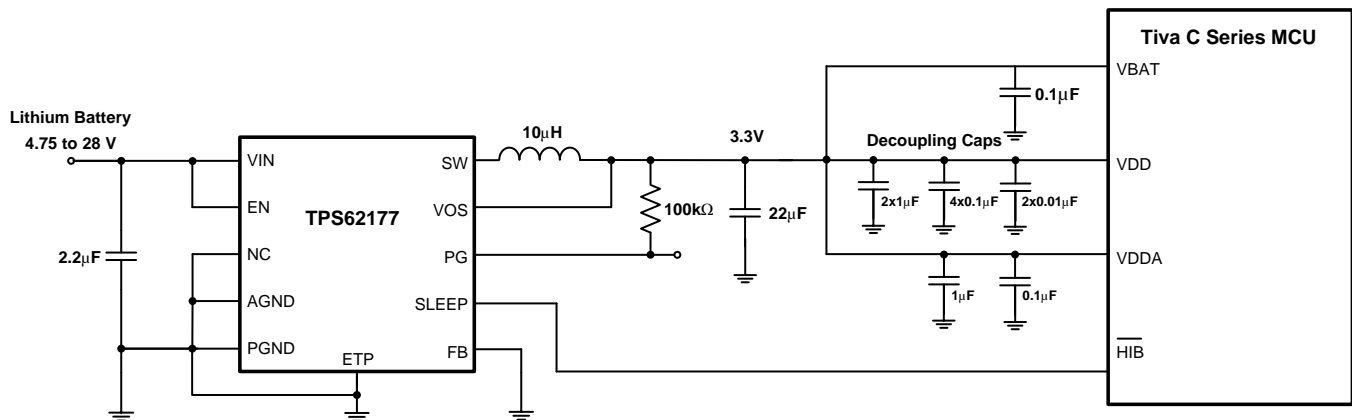 Tiva C Series MCU
VBAT
0.1μF
Lithium Battery
4.75 to 28 V
10μH
3.3V
Decoupling Caps
VIN
SW
VDD
EN
TPS62177
VOS
100kΩ
22μF
2x1μF
4x0.1μF
2x0.01μF
2.2μF
NC
PG
VDDA
AGND
SLEEP
1μF
0.1μF
PGND
ETP
FB
HIB